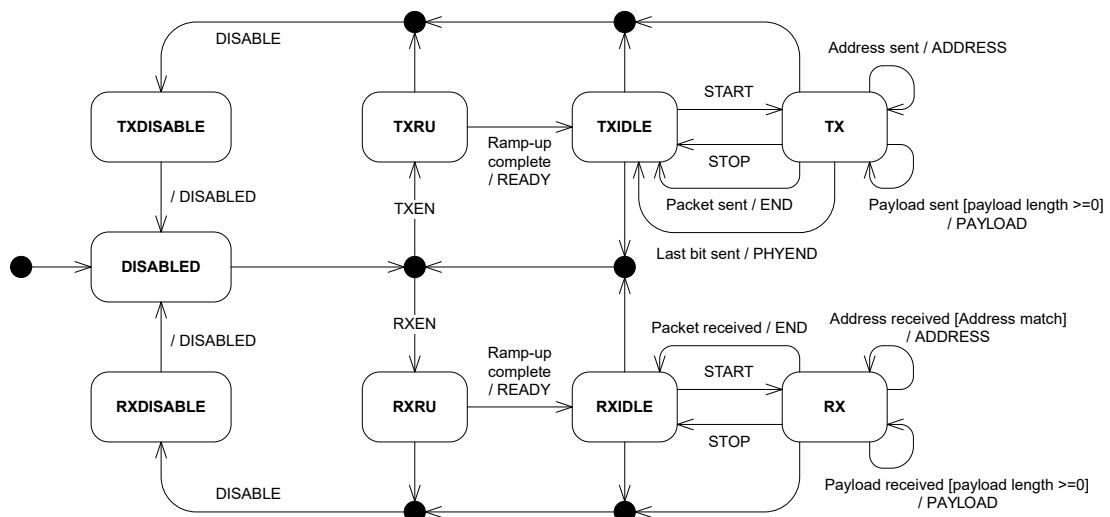 DISABLE
Address sent / ADDRESS
START
TXDISABLE
TXRU
TXIDLE
TX
Ramp-up
complete
/ READY
STOP
/ DISABLED
TXEN
Packet sent / END
Payload sent [payload length >=0]
/ PAYLOAD
Last bit sent / PHYEND
DISABLED
RXEN
Packet received / END
Address received [Address match]
/ ADDRESS
/ DISABLED
Ramp-up
complete
/ READY
START
RXDISABLE
RXRU
RXIDLE
RX
STOP
DISABLE
Payload received [payload length >=0]
/ PAYLOAD